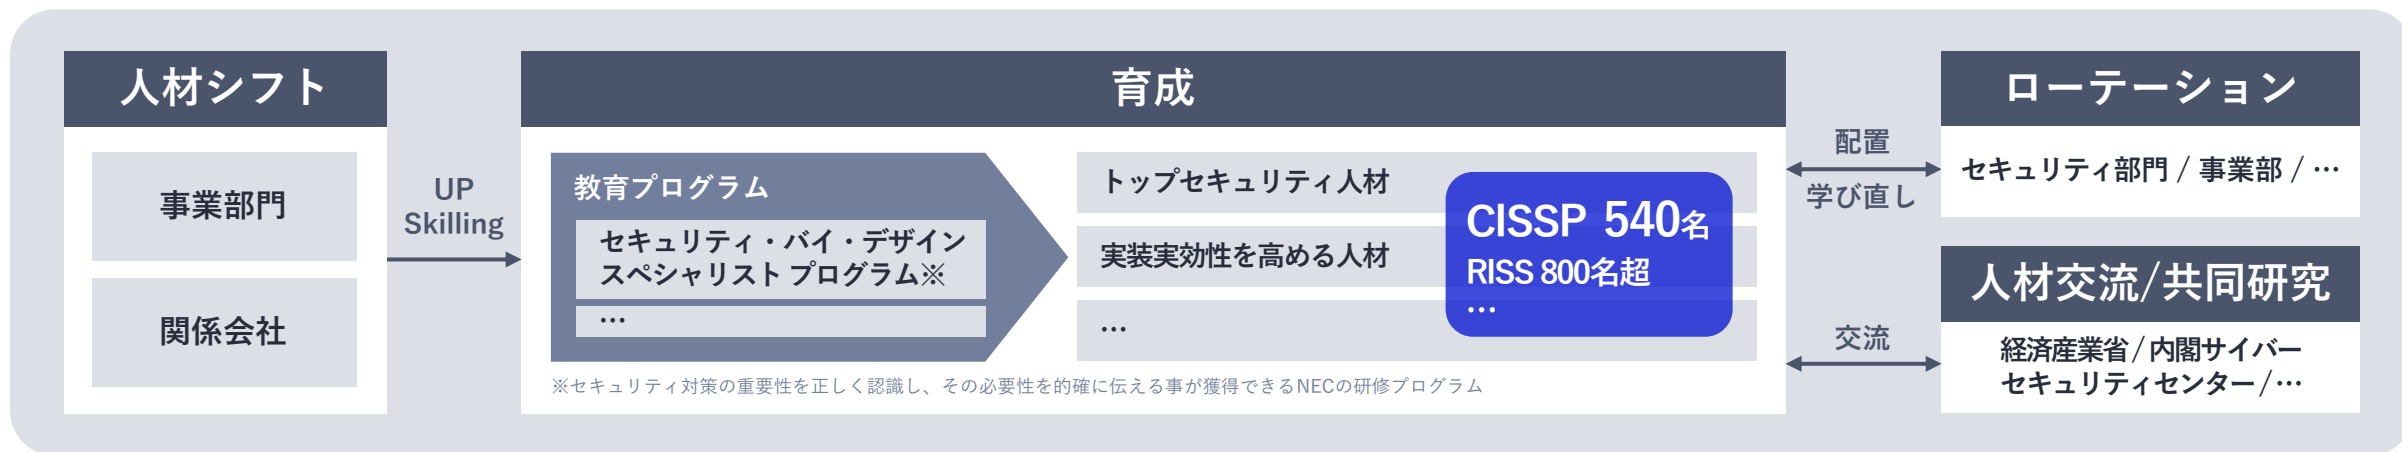 人材シフト
事業部門
関係会社
UP
Skilling
育成
教育プログラム
セキュリティ・バイ・デザイン
スペシャリスト プログラム※
…
トップセキュリティ人材
実装実効性を高める人材
…
CISSP 540名
RISS 800名超
…
※セキュリティ対策の重要性を正しく認識し、その必要性を的確に伝える事が獲得できるNECの研修プログラム
配置
学び直し
交流
ローテーション
セキュリティ部門 / 事業部 / …
人材交流/共同研究
経済産業省 / 内閣サイバー
セキュリティセンター / …